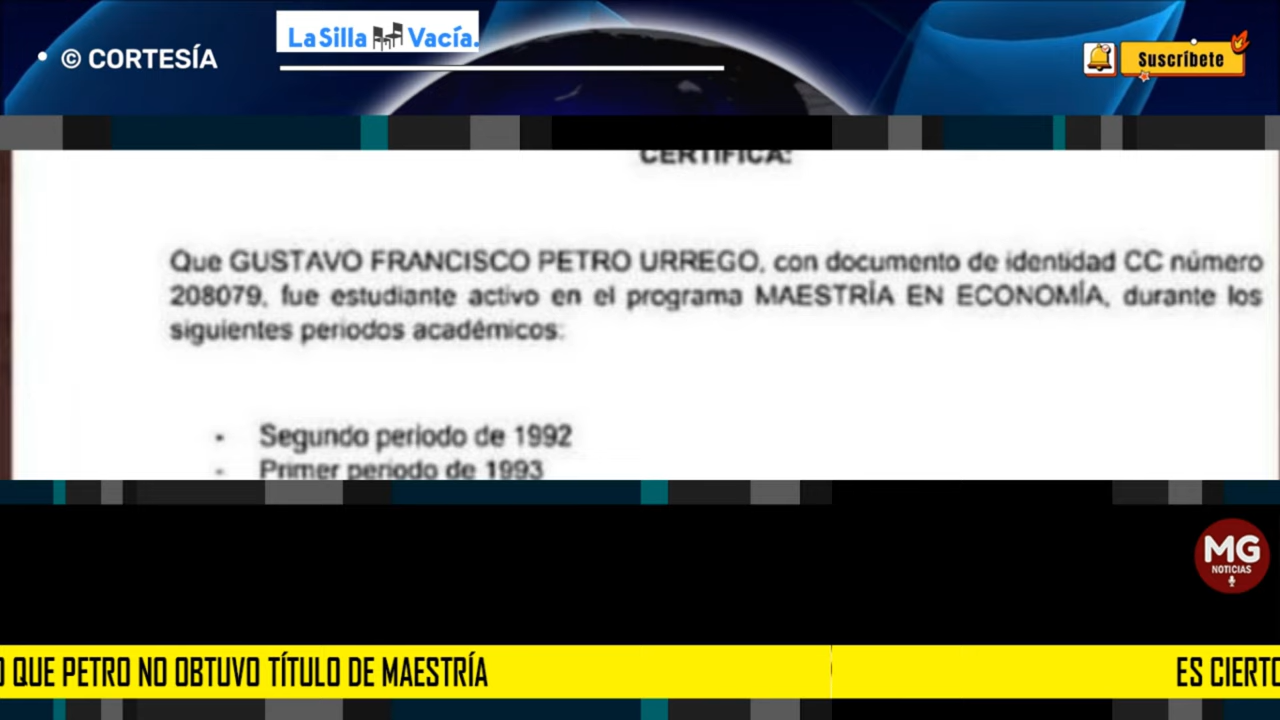 © CORTESÍA
La Silla Vacía.
Suscríbete
CERTIFICA:
Que GUSTAVO FRANCISCO PETRO URREGO, con documento de identidad CC número
208079, fue estudiante activo en el programa MAESTRÍA EN ECONOMÍA, durante los
siguientes periodos académicos:
- Segundo periodo de 1992
- Primer periodo de 1993
MG
NOTICIAS
O QUE PETRO NO OBTUVO TÍTULO DE MAESTRÍA
ES CIERTO